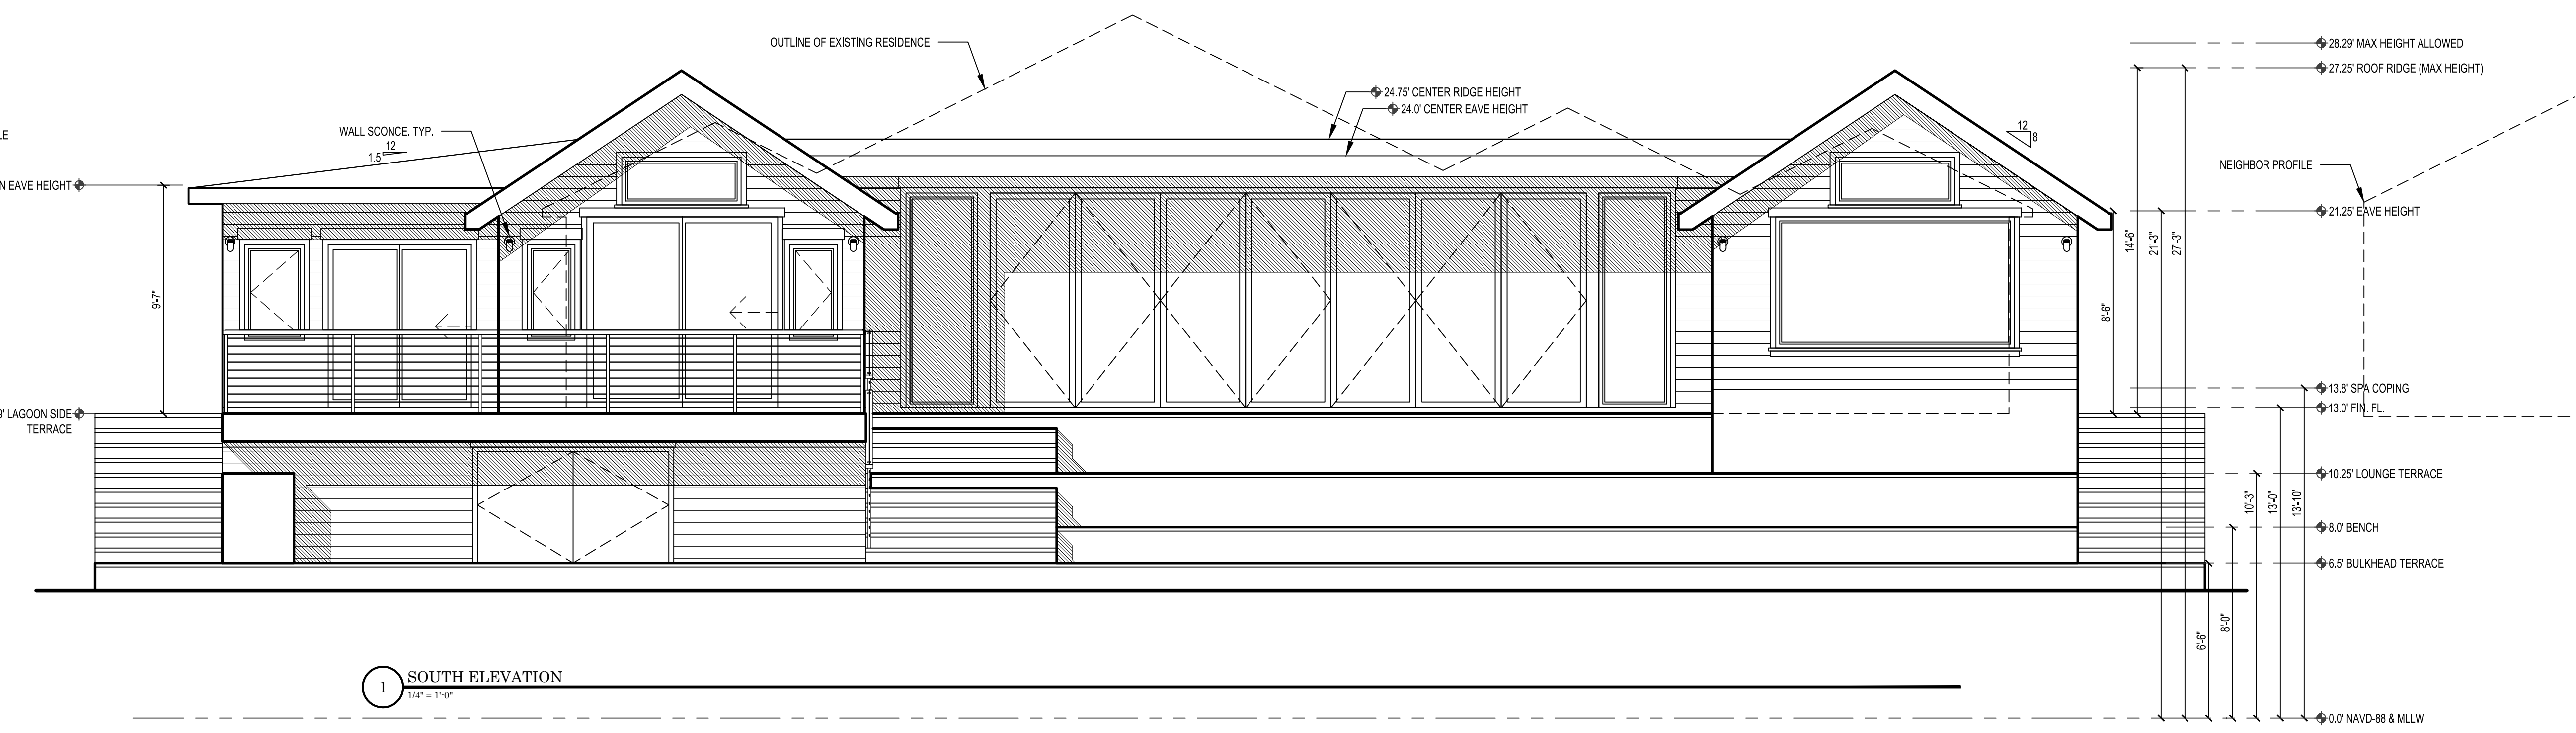 OUTLINE OF EXISTING RESIDENCE
28.29' MAX HEIGHT ALLOWED
27.25' ROOF RIDGE (MAX HEIGHT)
24.75' CENTER RIDGE HEIGHT
24.0' CENTER EAVE HEIGHT
LE
WALL SCONCE. TYP.
12
1.5
12
8
NEIGHBOR PROFILE
N EAVE HEIGHT
21.25' EAVE HEIGHT
14'-6"
21'-3"
27'-3"
9'-7"
8'-6"
13.8' SPA COPING
13.0' FIN. FL.
9' LAGOON SIDE
TERRACE
10.25' LOUNGE TERRACE
10'-3"
13'-0"
13'-10"
8.0' BENCH
6.5' BULKHEAD TERRACE
6'-6"
8'-0"
1
SOUTH ELEVATION
1/4" = 1'-0"
0.0' NAVD-88 & MLLW